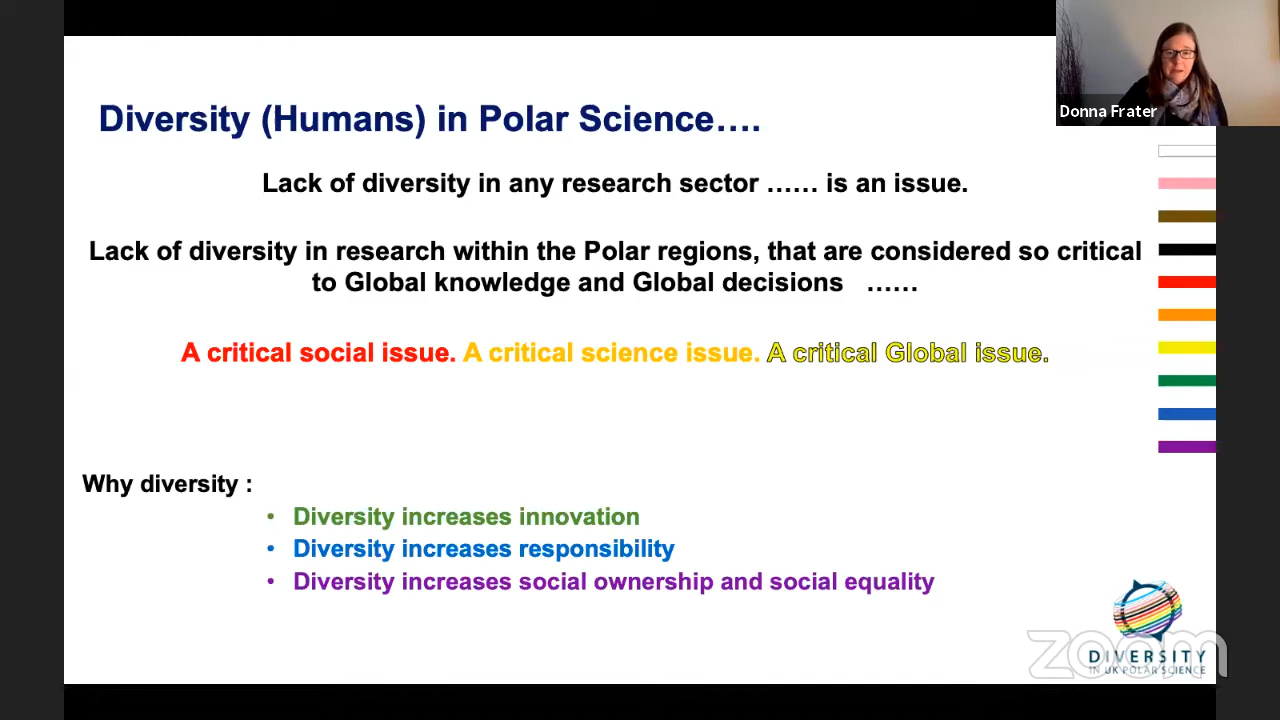 Donna Frater
Diversity (Humans) in Polar Science….
Lack of diversity in any research sector …… is an issue.
Lack of diversity in research within the Polar regions, that are considered so critical
to Global knowledge and Global decisions ……
A critical social issue. A critical science issue. A critical Global issue.
Why diversity :
• Diversity increases innovation
• Diversity increases responsibility
• Diversity increases social ownership and social equality
zoom
DIVERSITY
IN UK POLAR SCIENCE